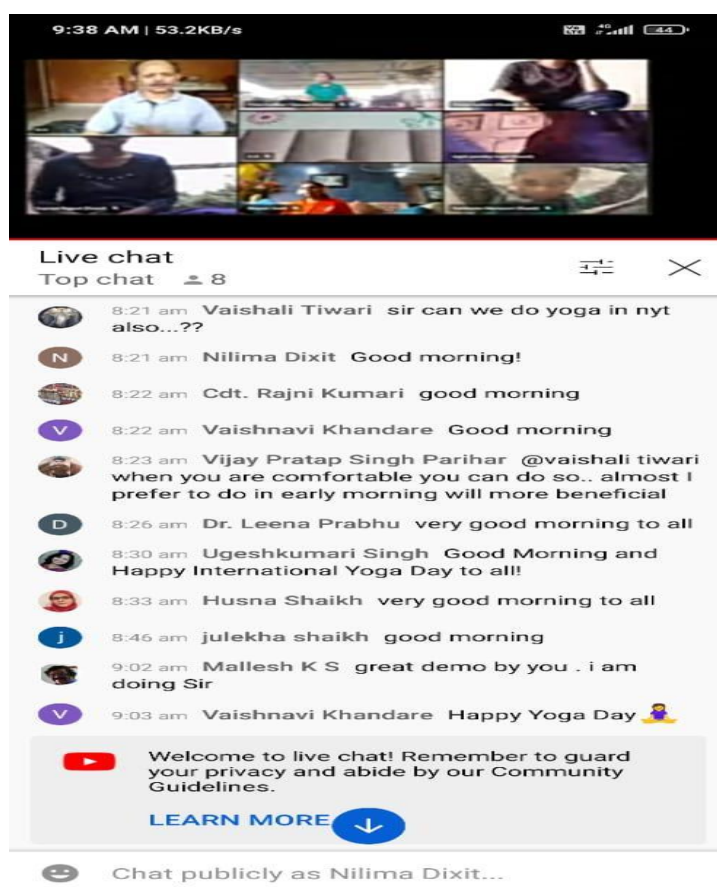 9:38 AM | 53.2KB/s
4G
44
Live chat
Top chat 8
8:21 am Vaishali Tiwari sir can we do yoga in nyt
also...??
N
8:21 am Nilima Dixit Good morning!
8:22 am Cdt. Rajni Kumari good morning
V
8:22 am Vaishnavi Khandare Good morning
8:23 am Vijay Pratap Singh Parihar @vaishali tiwari
when you are comfortable you can do so.. almost I
prefer to do in early morning will more beneficial
D
8:26 am Dr. Leena Prabhu very good morning to all
8:30 am Ugeshkumari Singh Good Morning and
Happy International Yoga Day to all!
8:33 am Husna Shaikh very good morning to all
j
8:46 am julekha shaikh good morning
9:02 am Mallesh K S great demo by you . i am
doing Sir
V
9:03 am Vaishnavi Khandare Happy Yoga Day 🧘‍♀️
Welcome to live chat! Remember to guard
your privacy and abide by our Community
Guidelines.
LEARN MORE
Chat publicly as Nilima Dixit...